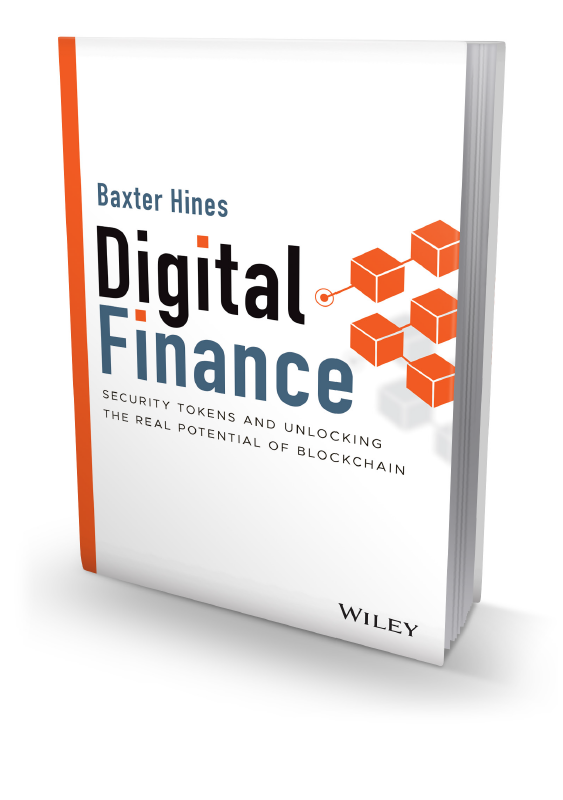 Baxter Hines
Digital
Finance
SECURITY TOKENS AND UNLOCKING
THE REAL POTENTIAL OF BLOCKCHAIN
WILEY